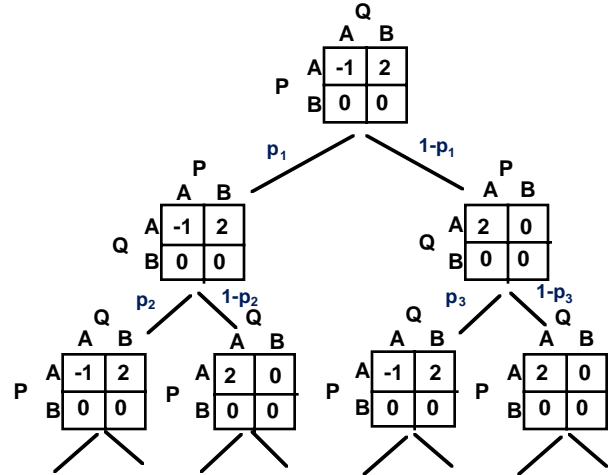 Q
A B
P A -1 2
B 0 0
p1 1-p1
P P
A B A B
Q A -1 2 Q A 2 0
B 0 0 B 0 0
p2 1-p2 p3 1-p3
Q Q Q Q
A B A B A B A B
P A -1 2 P A 2 0 P A -1 2 P A 2 0
B 0 0 B 0 0 B 0 0 B 0 0